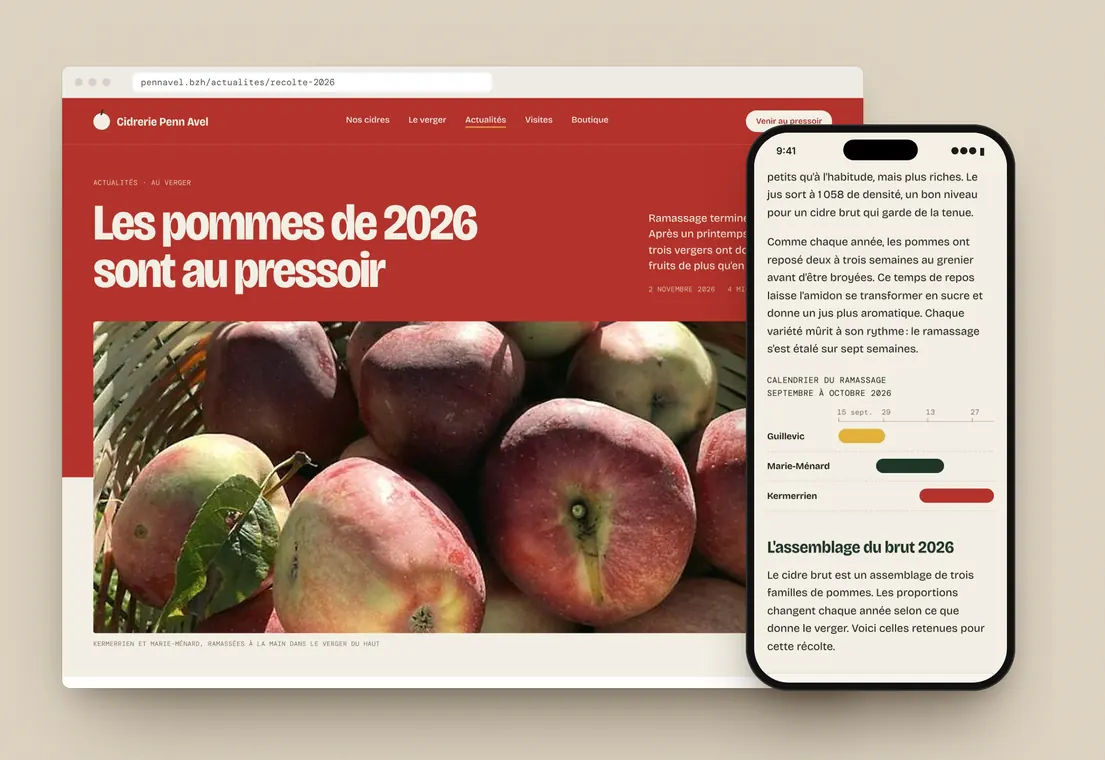 pennavel.bzh/actualites/recolte-2026
Cidrerie Penn Avel
Nos cidres
Le verger
Actualités
Visites
Boutique
Venir au pressoir
ACTUALITÉS · AU VERGER
Les pommes de 2026
sont au pressoir
Ramassage terminé
Après un printemps
trois vergers ont
fruits de plus qu'en
2 NOVEMBRE 2026 4
KERMERRIEN ET MARIE-MÉNARD, RAMASSÉES À LA MAIN DANS LE VERGER DU HAUT
9:41
petits qu'à l'habitude, mais plus riches. Le
jus sort à 1 058 de densité, un bon niveau
pour un cidre brut qui garde de la tenue.
Comme chaque année, les pommes ont
reposé deux à trois semaines au grenier
avant d'être broyées. Ce temps de repos
laisse l'amidon se transformer en sucre et
donne un jus plus aromatique. Chaque
variété mûrit à son rythme : le ramassage
s'est étalé sur sept semaines.
CALENDRIER DU RAMASSAGE
SEPTEMBRE À OCTOBRE 2026
15 sept. 29 13 27
Guillevic
Marie-Ménard
Kermerrien
L'assemblage du brut 2026
Le cidre brut est un assemblage de trois
familles de pommes. Les proportions
changent chaque année selon ce que
donne le verger. Voici celles retenues pour
cette récolte.